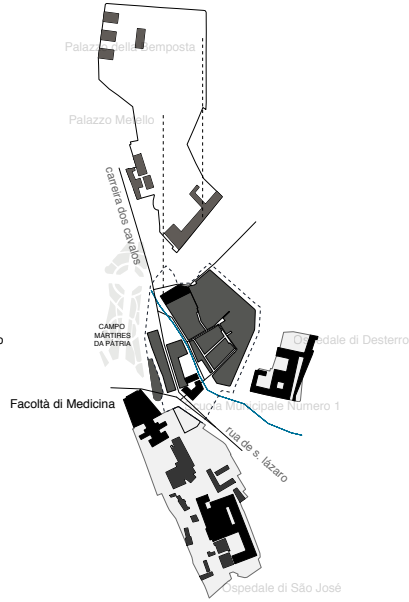 Palazzo della Bemposta
Palazzo Mełello
carreira dos cavalos
CAMPO
MÁRTIRES
DA PÁTRIA
o
Ospedale di Desterro
Facoltà di Medicina
Scuola Municipale Numero 1
rua de s. lázaro
Ospedale di São José